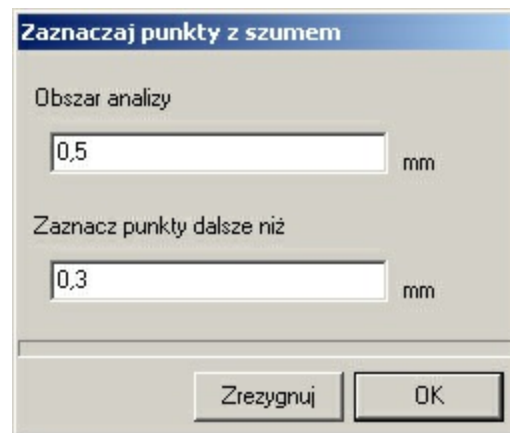 Zaznaczaj punkty z szumem
Obszar analizy
0,5 mm
Zaznacz punkty dalsze niż
0,3 mm
Zrezygnuj OK